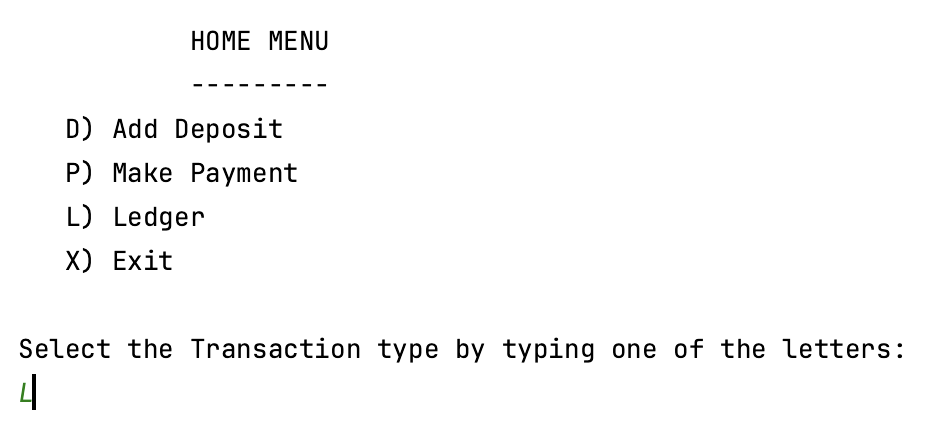 HOME MENU
---------
D) Add Deposit
P) Make Payment
L) Ledger
X) Exit
Select the Transaction type by typing one of the letters:
L